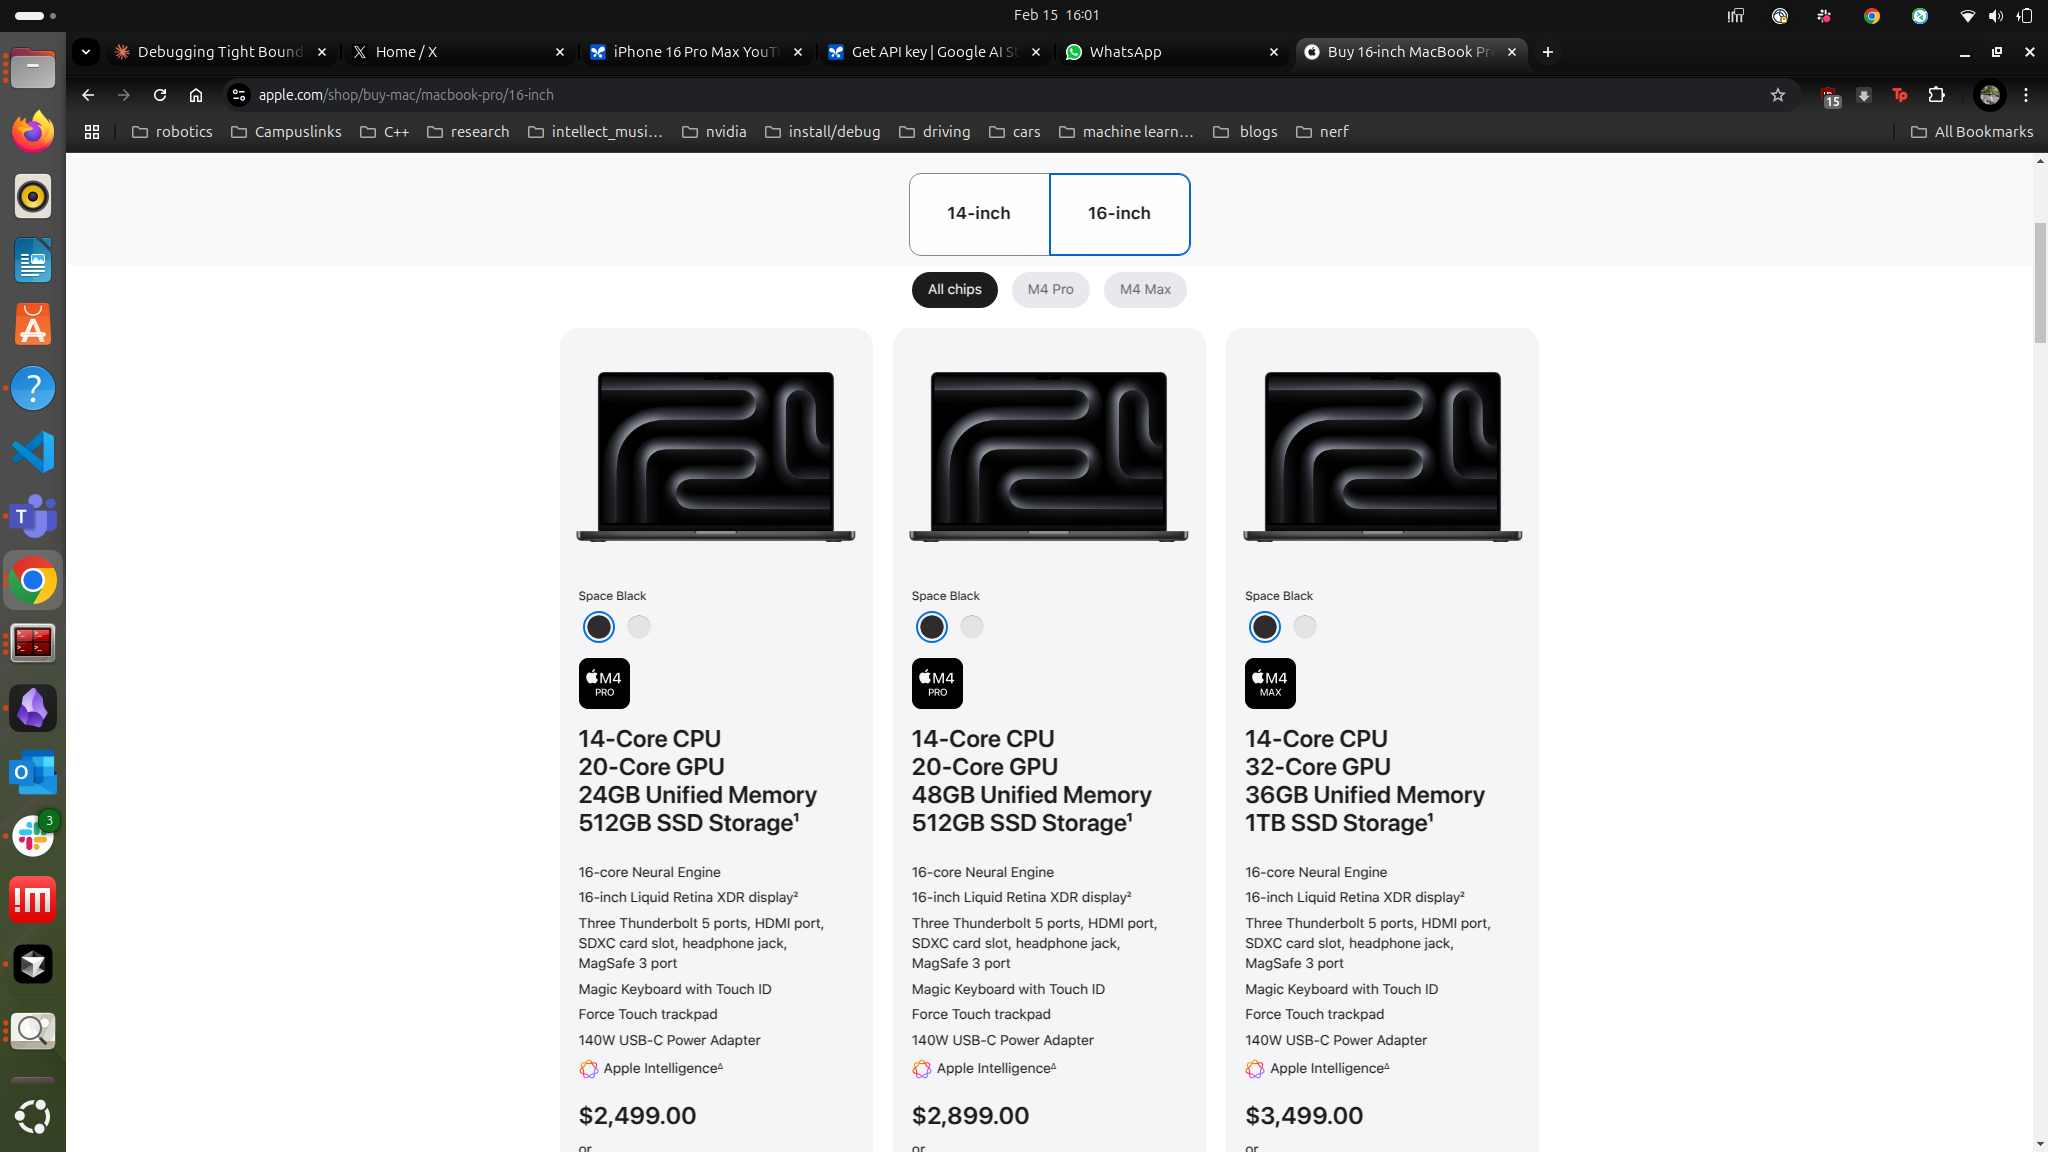 Feb 15 16:01
Debugging Tight Bound
Home / X
iPhone 16 Pro Max YouT
Get API key | Google AI St
WhatsApp
Buy 16-inch MacBook Pr
apple.com/shop/buy-mac/macbook-pro/16-inch
15
robotics
Campuslinks
C++
research
intellect_musi...
nvidia
install/debug
driving
cars
machine learn...
blogs
nerf
All Bookmarks
14-inch
16-inch
All chips
M4 Pro
M4 Max
Space Black
M4
PRO
14-Core CPU
20-Core GPU
24GB Unified Memory
512GB SSD Storage¹
16-core Neural Engine
16-inch Liquid Retina XDR display²
Three Thunderbolt 5 ports, HDMI port,
SDXC card slot, headphone jack,
MagSafe 3 port
Magic Keyboard with Touch ID
Force Touch trackpad
140W USB-C Power Adapter
Apple Intelligence∆
$2,499.00
or
Space Black
M4
PRO
14-Core CPU
20-Core GPU
48GB Unified Memory
512GB SSD Storage¹
16-core Neural Engine
16-inch Liquid Retina XDR display²
Three Thunderbolt 5 ports, HDMI port,
SDXC card slot, headphone jack,
MagSafe 3 port
Magic Keyboard with Touch ID
Force Touch trackpad
140W USB-C Power Adapter
Apple Intelligence∆
$2,899.00
or
Space Black
M4
MAX
14-Core CPU
32-Core GPU
36GB Unified Memory
1TB SSD Storage¹
16-core Neural Engine
16-inch Liquid Retina XDR display²
Three Thunderbolt 5 ports, HDMI port,
SDXC card slot, headphone jack,
MagSafe 3 port
Magic Keyboard with Touch ID
Force Touch trackpad
140W USB-C Power Adapter
Apple Intelligence∆
$3,499.00
or
3